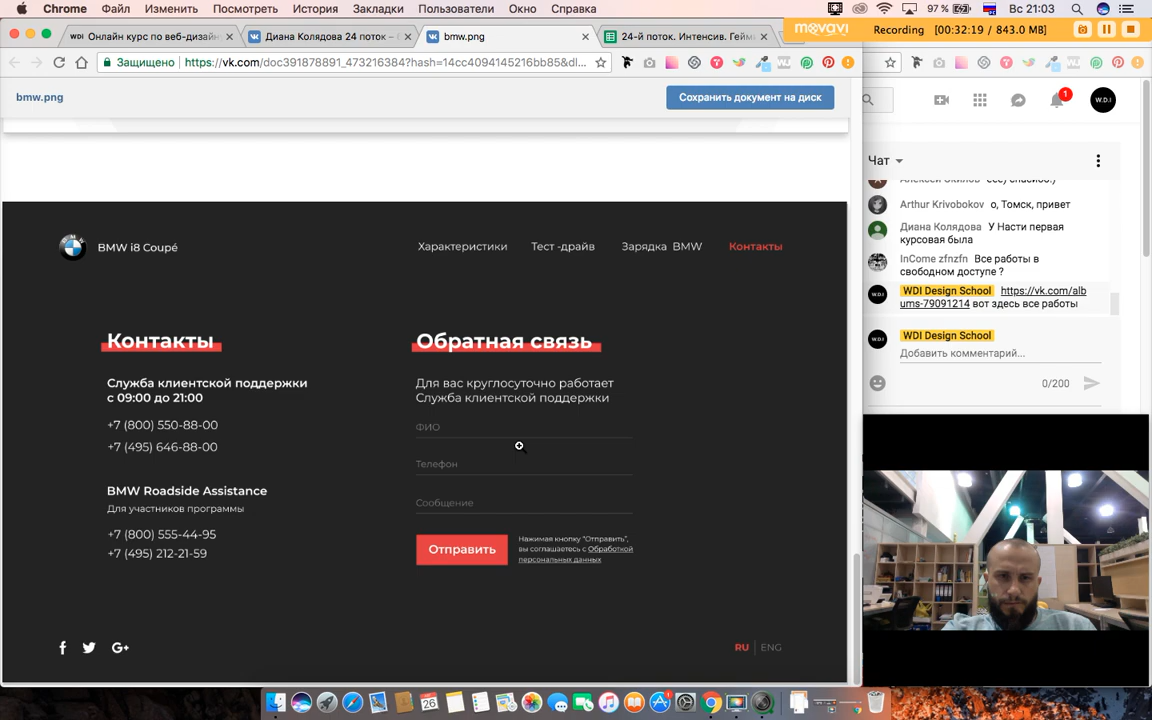 Chrome Файл Изменить Просмотреть История Закладки Пользователи Окно Справка
97 % Вс 21:03
Онлайн курс по веб-дизайн
Диана Колядова 24 поток –
bmw.png
24-й поток. Интенсив. Гейм
movavi
Recording [00:32:19 / 843.0 MB]
Защищено https://vk.com/doc391878891_473216384?hash=14cc4094145216bb85&dl...
bmw.png
Сохранить документ на диск
1
W.D.I
Чат
Arthur Krivobokov о, Томск, привет
Диана Колядова У Насти первая
курсовая была
InCome zfnzfn Все работы в
свободном доступе ?
WDI Design School https://vk.com/alb
ums-79091214 вот здесь все работы
WDI Design School
Добавить комментарий...
0/200
BMW i8 Coupé
Характеристики Тест -драйв Зарядка BMW Контакты
Контакты
Служба клиентской поддержки
с 09:00 до 21:00
+7 (800) 550-88-00
+7 (495) 646-88-00
BMW Roadside Assistance
Для участников программы
+7 (800) 555-44-95
+7 (495) 212-21-59
Обратная связь
Для вас круглосуточно работает
Служба клиентской поддержки
ФИО
Телефон
Сообщение
Отправить
Нажимая кнопку “Отправить”,
вы соглашаетесь с Обработкой
персональных данных
RU | ENG